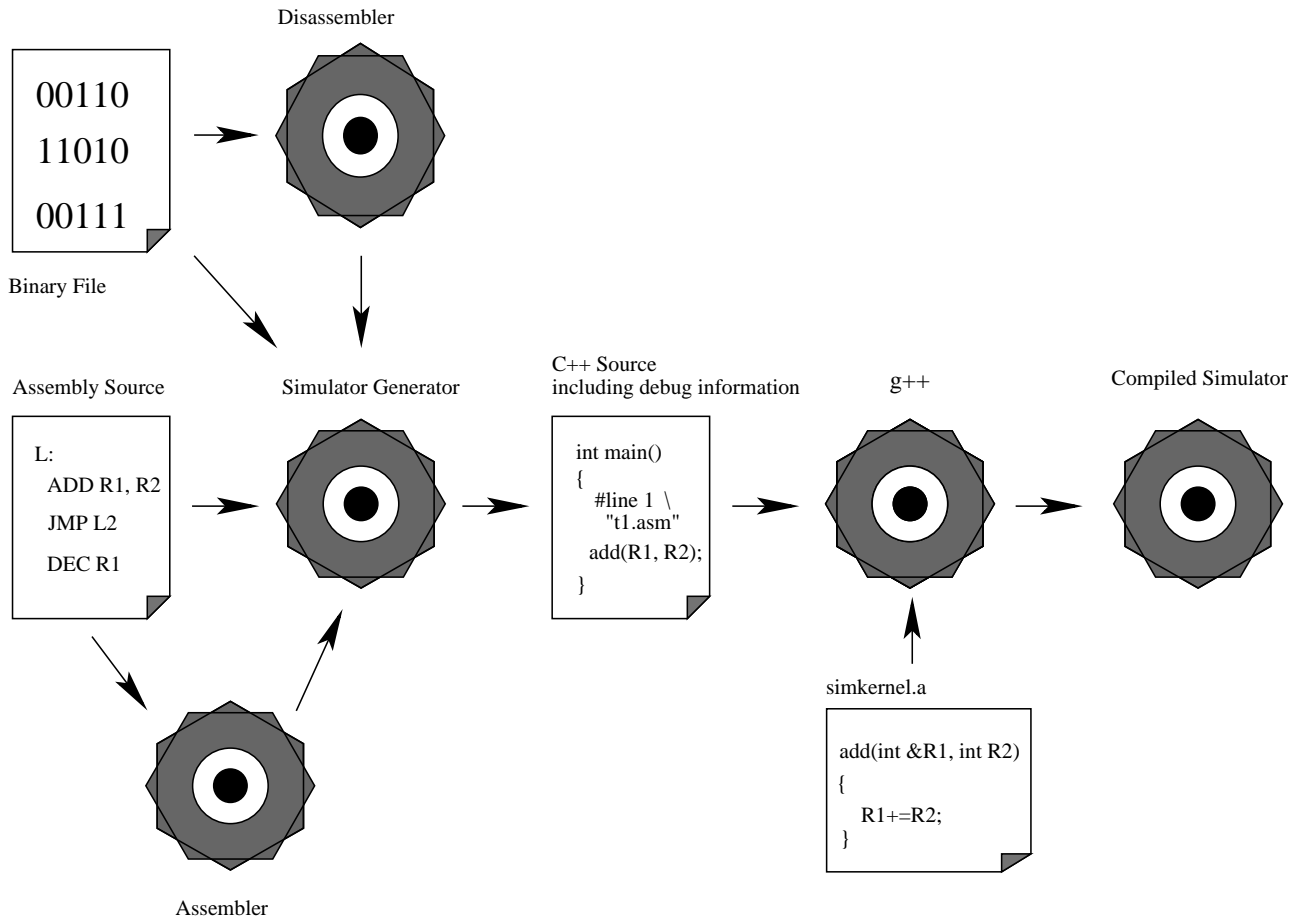 Disassembler
00110
11010
00111
Binary File
Assembly Source
L:
ADD R1, R2
JMP L2
DEC R1
Simulator Generator
C++ Source
including debug information
int main()
{
#line 1 \
"t1.asm"
add(R1, R2);
}
g++
Compiled Simulator
simkernel.a
add(int &R1, int R2)
{
R1+=R2;
}
Assembler